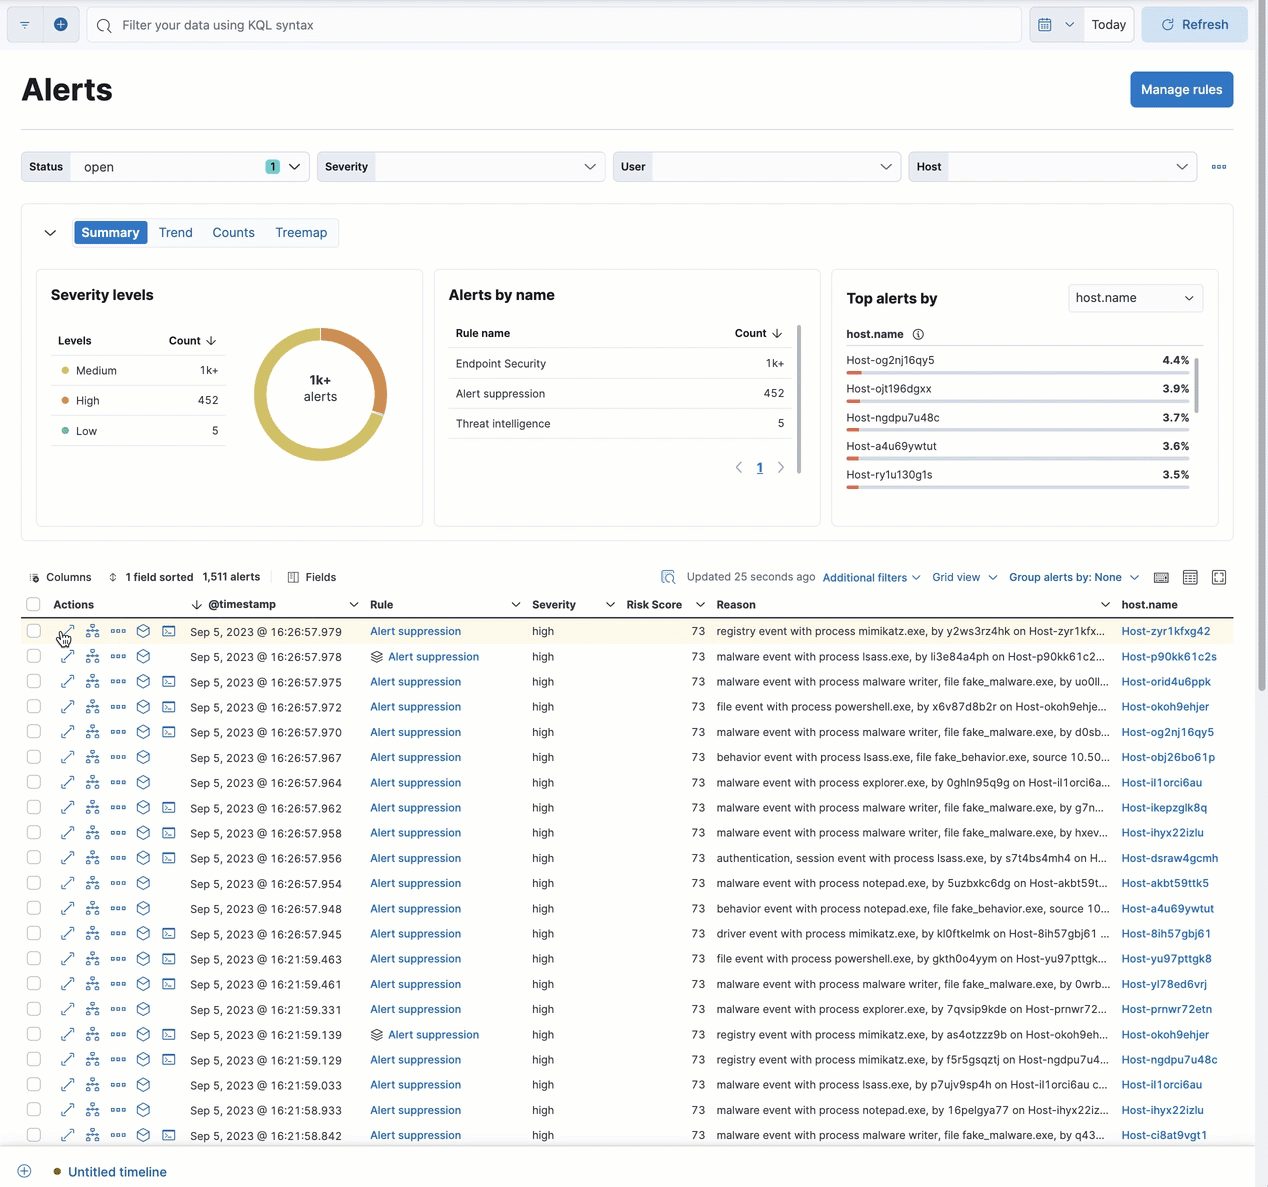 Filter your data using KQL syntax
Today
Refresh
Alerts
Manage rules
Status open 1
Severity
User
Host
Summary Trend Counts Treemap
Severity levels
Levels Count
Medium 1k+
High 452
Low 5
1k+
alerts
Alerts by name
Rule name Count
Endpoint Security 1k+
Alert suppression 452
Threat intelligence 5
1
Top alerts by host.name
host.name
Host-og2nj16qy5 4.4%
Host-ojt196dgxx 3.9%
Host-ngdpu7u48c 3.7%
Host-a4u69ywtut 3.6%
Host-ry1u130g1s 3.5%
Columns 1 field sorted 1,511 alerts Fields Updated 25 seconds ago Additional filters Grid view Group alerts by: None
Actions @timestamp Rule Severity Risk Score Reason host.name
Sep 5, 2023 @ 16:26:57.979 Alert suppression high 73 registry event with process mimikatz.exe, by y2ws3rz4hk on Host-zyr1kfx... Host-zyr1kfxg42
Sep 5, 2023 @ 16:26:57.978 Alert suppression high 73 malware event with process lsass.exe, by li3e84a4ph on Host-p90kk61c2... Host-p90kk61c2s
Sep 5, 2023 @ 16:26:57.975 Alert suppression high 73 malware event with process malware writer, file fake_malware.exe, by uo0ll... Host-orid4u6ppk
Sep 5, 2023 @ 16:26:57.972 Alert suppression high 73 file event with process powershell.exe, by x6v87d8b2r on Host-okoh9ehje... Host-okoh9ehjer
Sep 5, 2023 @ 16:26:57.970 Alert suppression high 73 malware event with process malware writer, file fake_malware.exe, by d0sb... Host-og2nj16qy5
Sep 5, 2023 @ 16:26:57.967 Alert suppression high 73 behavior event with process lsass.exe, file fake_behavior.exe, source 10.50... Host-obj26bo61p
Sep 5, 2023 @ 16:26:57.964 Alert suppression high 73 malware event with process explorer.exe, by 0ghln95q9g on Host-il1orci6a... Host-il1orci6au
Sep 5, 2023 @ 16:26:57.962 Alert suppression high 73 malware event with process malware writer, file fake_malware.exe, by g7n... Host-ikepzglk8q
Sep 5, 2023 @ 16:26:57.958 Alert suppression high 73 malware event with process malware writer, file fake_malware.exe, by hxev... Host-ihyx22izlu
Sep 5, 2023 @ 16:26:57.956 Alert suppression high 73 authentication, session event with process lsass.exe, by s7t4bs4mh4 on H... Host-dsraw4gcmh
Sep 5, 2023 @ 16:26:57.954 Alert suppression high 73 malware event with process notepad.exe, by 5uzbxkc6dg on Host-akbt59t... Host-akbt59ttk5
Sep 5, 2023 @ 16:26:57.948 Alert suppression high 73 behavior event with process notepad.exe, file fake_behavior.exe, source 10... Host-a4u69ywtut
Sep 5, 2023 @ 16:26:57.945 Alert suppression high 73 driver event with process mimikatz.exe, by kl0ftkelmk on Host-8ih57gbj61 ... Host-8ih57gbj61
Sep 5, 2023 @ 16:21:59.463 Alert suppression high 73 file event with process powershell.exe, by gkth0o4yym on Host-yu97pttgk... Host-yu97pttgk8
Sep 5, 2023 @ 16:21:59.461 Alert suppression high 73 malware event with process malware writer, file fake_malware.exe, by 0wrb... Host-yl78ed6vrj
Sep 5, 2023 @ 16:21:59.331 Alert suppression high 73 malware event with process explorer.exe, by 7qvsip9kde on Host-prnwr72... Host-prnwr72etn
Sep 5, 2023 @ 16:21:59.139 Alert suppression high 73 registry event with process mimikatz.exe, by as4otzzz9b on Host-okoh9eh... Host-okoh9ehjer
Sep 5, 2023 @ 16:21:59.129 Alert suppression high 73 registry event with process mimikatz.exe, by f5r5gsqztj on Host-ngdpu7u4... Host-ngdpu7u48c
Sep 5, 2023 @ 16:21:59.033 Alert suppression high 73 malware event with process lsass.exe, by p7ujv9sp4h on Host-il1orci6au c... Host-il1orci6au
Sep 5, 2023 @ 16:21:58.933 Alert suppression high 73 malware event with process notepad.exe, by 16pelgya77 on Host-ihyx22iz... Host-ihyx22izlu
Sep 5, 2023 @ 16:21:58.842 Alert suppression high 73 malware event with process malware writer, file fake_malware.exe, by q43... Host-ci8at9vgt1
Untitled timeline